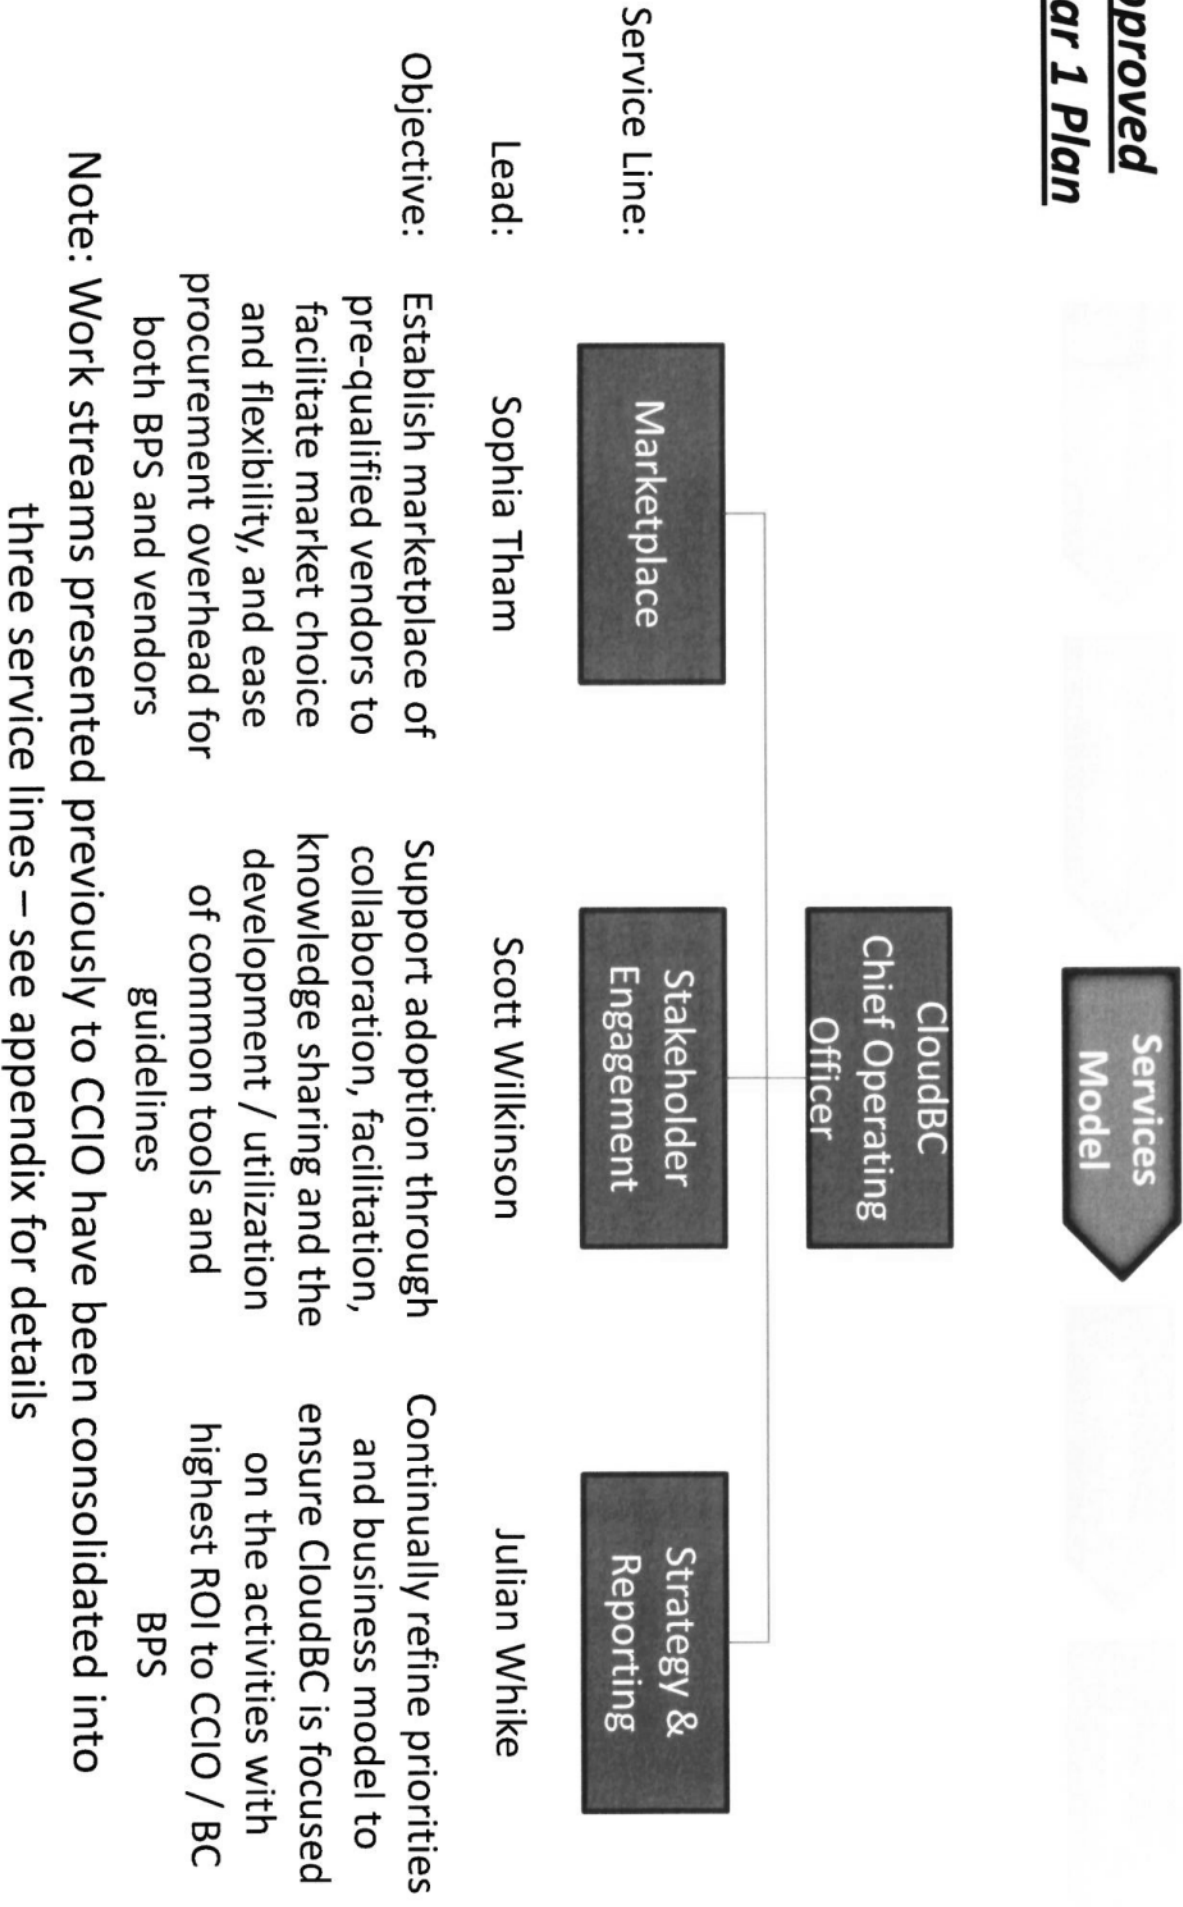 1 Plan
Services
Model
CloudBC
Chief Operating
Officer
Service Line:
Marketplace
Stakeholder
Engagement
Strategy &
Reporting
Lead:
Sophia Tham
Scott Wilkinson
Julian Whike
Objective:
Establish marketplace of
pre-qualified vendors to
facilitate market choice
and flexibility, and ease
procurement overhead for
both BPS and vendors
Support adoption through
collaboration, facilitation,
knowledge sharing and the
development / utilization
of common tools and
guidelines
Continually refine priorities
and business model to
ensure CloudBC is focused
on the activities with
highest ROI to CCIO / BC
BPS
Note: Work streams presented previously to CCIO have been consolidated into
three service lines – see appendix for details